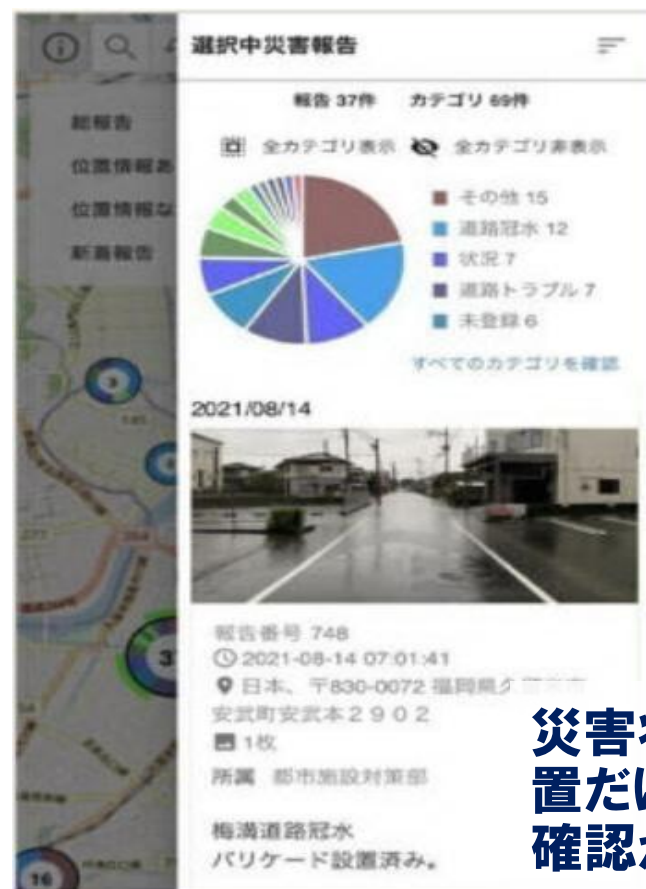 選択中災害報告
報告 37件 カテゴリ 69件
全カテゴリ表示 全カテゴリ非表示
その他 15
道路冠水 12
状況 7
道路トラブル 7
未登録 6
すべてのカテゴリを確認
総報告
位置情報あ
位置情報な
新着報告
2021/08/14
報告番号 748
2021-08-14 07:01:41
日本、〒830-0072 福岡県久留米市
安武町安武本2902
1枚
所属 都市施設対策部
梅満道路冠水
バリケード設置済み。
災害
置だけ
確認
3
16